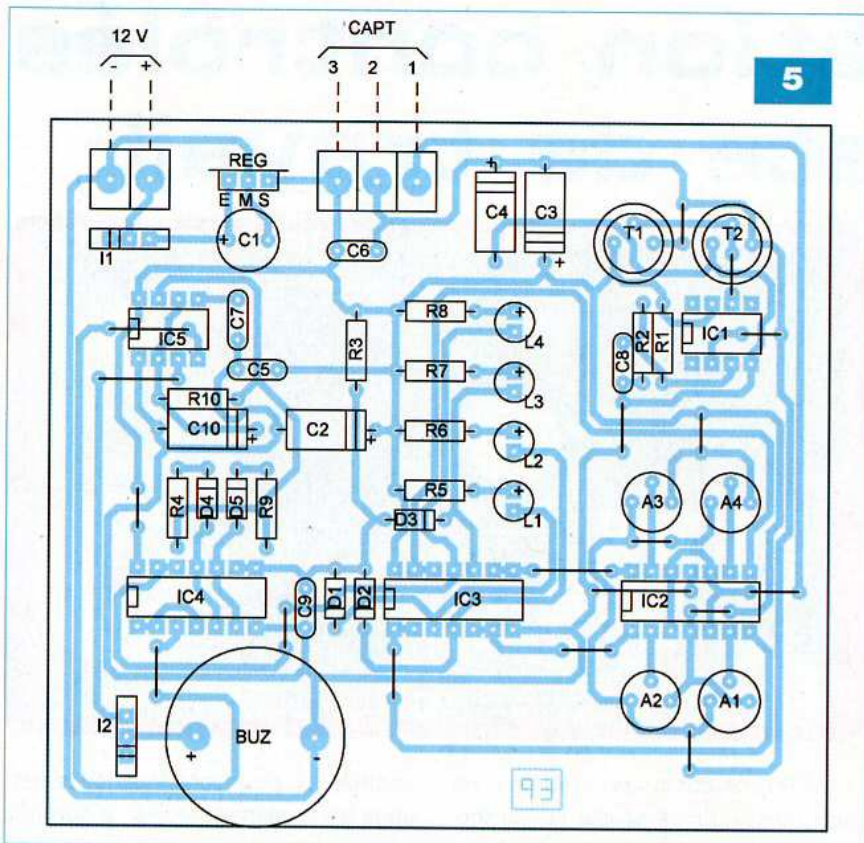 12 V
CAPT
- +
3 2 1
5
REG
E M S
I1
+
C1
C6
+
C4
C3
+
T1
T2
IC5
C7
C5
R3
R8
+
L4
C8
R2
R1
IC1
R7
+
L3
R10
C10
+
C2
+
R6
+
L2
R4
D4
D5
R9
R5
+
L1
D3
A3
A4
IC4
C9
D1
D2
IC3
IC2
I2
BUZ
+
-
A2
A1
93